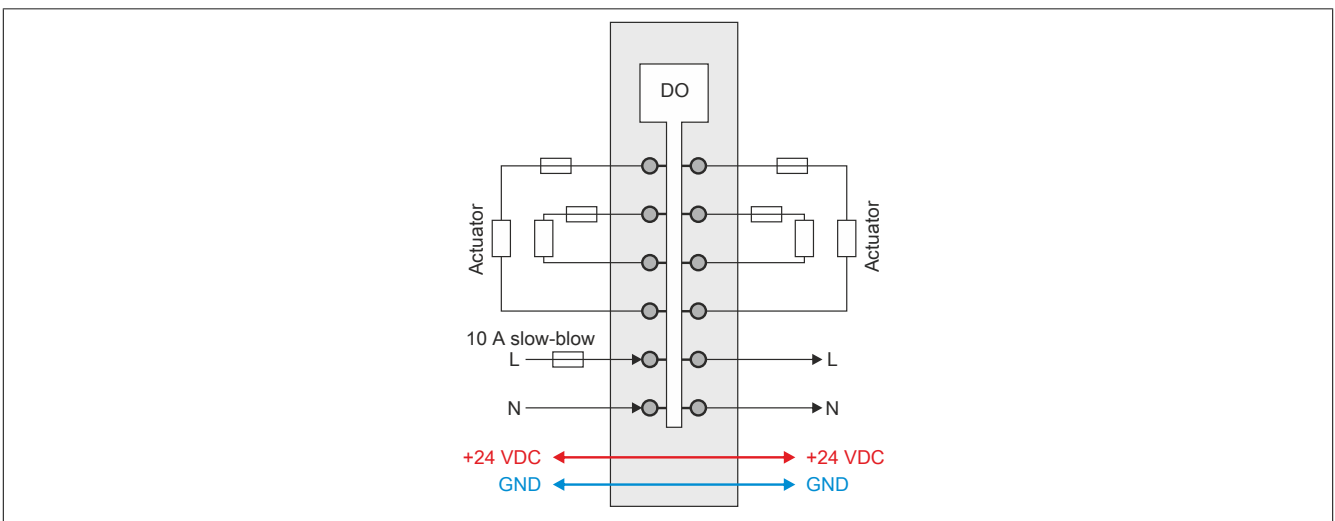 DO
Actuator
Actuator
10 A slow-blow
L
L
N
N
+24 VDC
+24 VDC
GND
GND